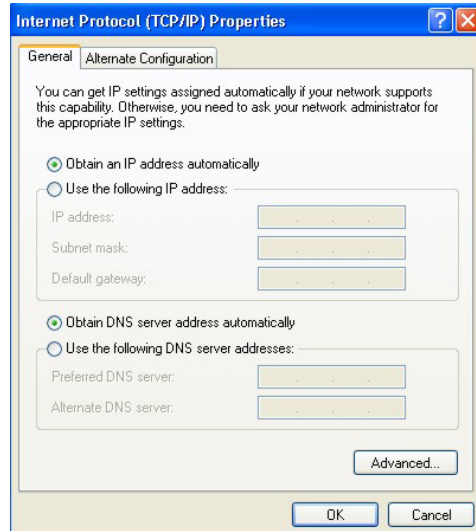 Internet Protocol (TCP/IP) Properties
General
Alternate Configuration
You can get IP settings assigned automatically if your network supports
this capability. Otherwise, you need to ask your network administrator for
the appropriate IP settings.
Obtain an IP address automatically
Use the following IP address:
IP address:
Subnet mask:
Default gateway:
Obtain DNS server address automatically
Use the following DNS server addresses:
Preferred DNS server:
Alternate DNS server:
Advanced...
OK
Cancel